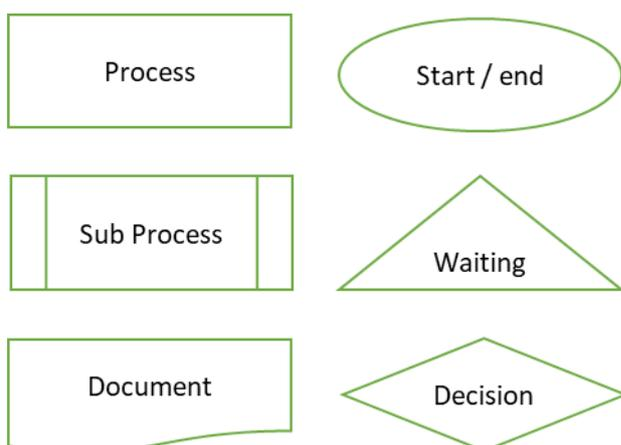 Process
Start / end
Sub Process
Waiting
Document
Decision